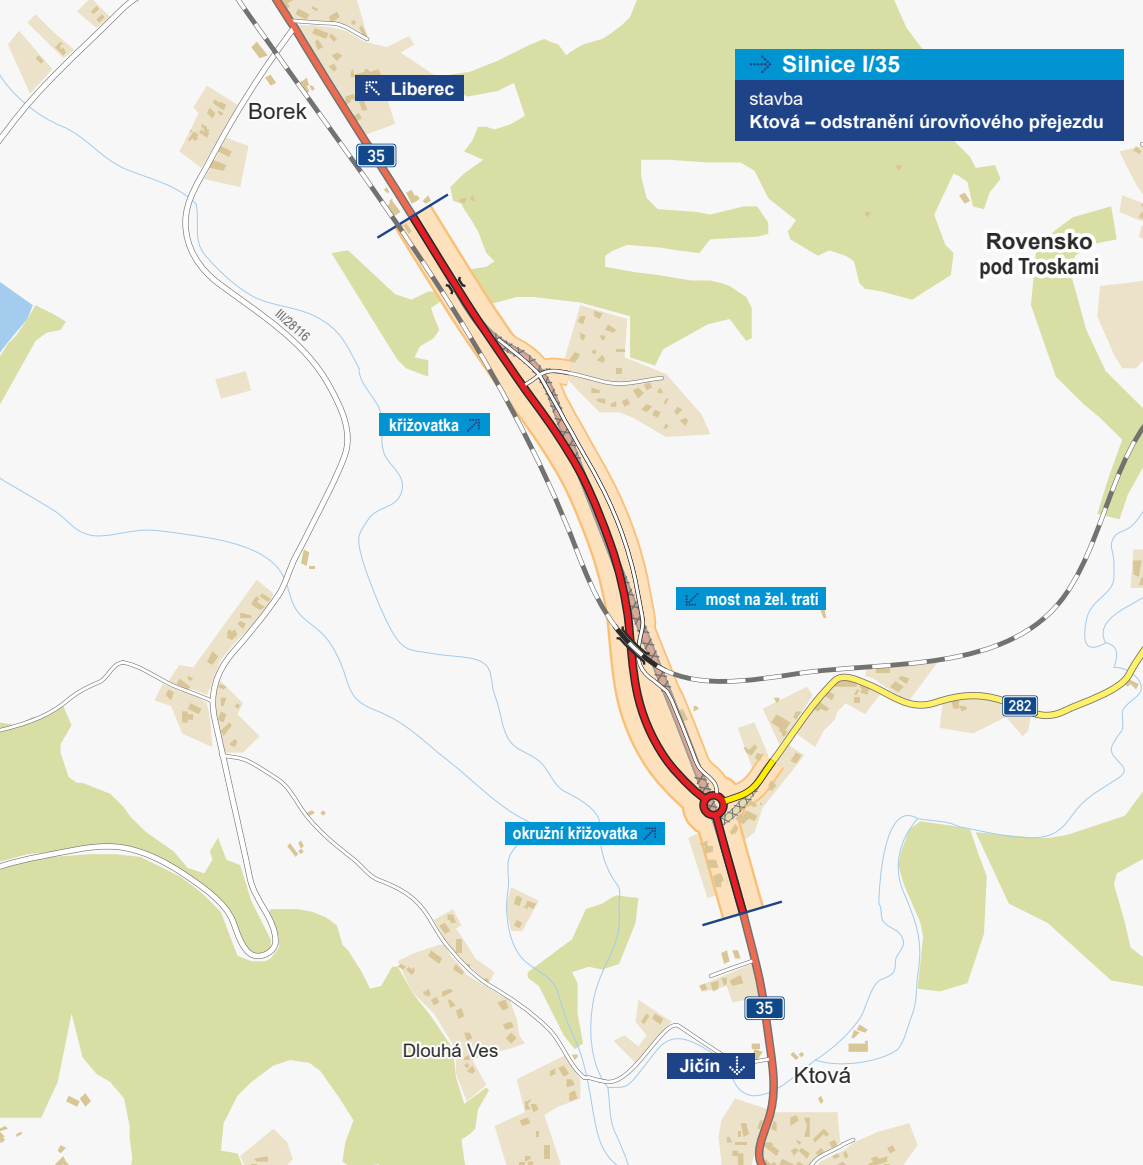 Silnice I/35
stavba
Ktová – odstranění úrovňového přejezdu
Liberec
Borek
35
Rovensko
pod Troskami
III/28116
křižovatka
most na žel. trati
282
okružní křižovatka
35
Dlouhá Ves
Jičín
Ktová